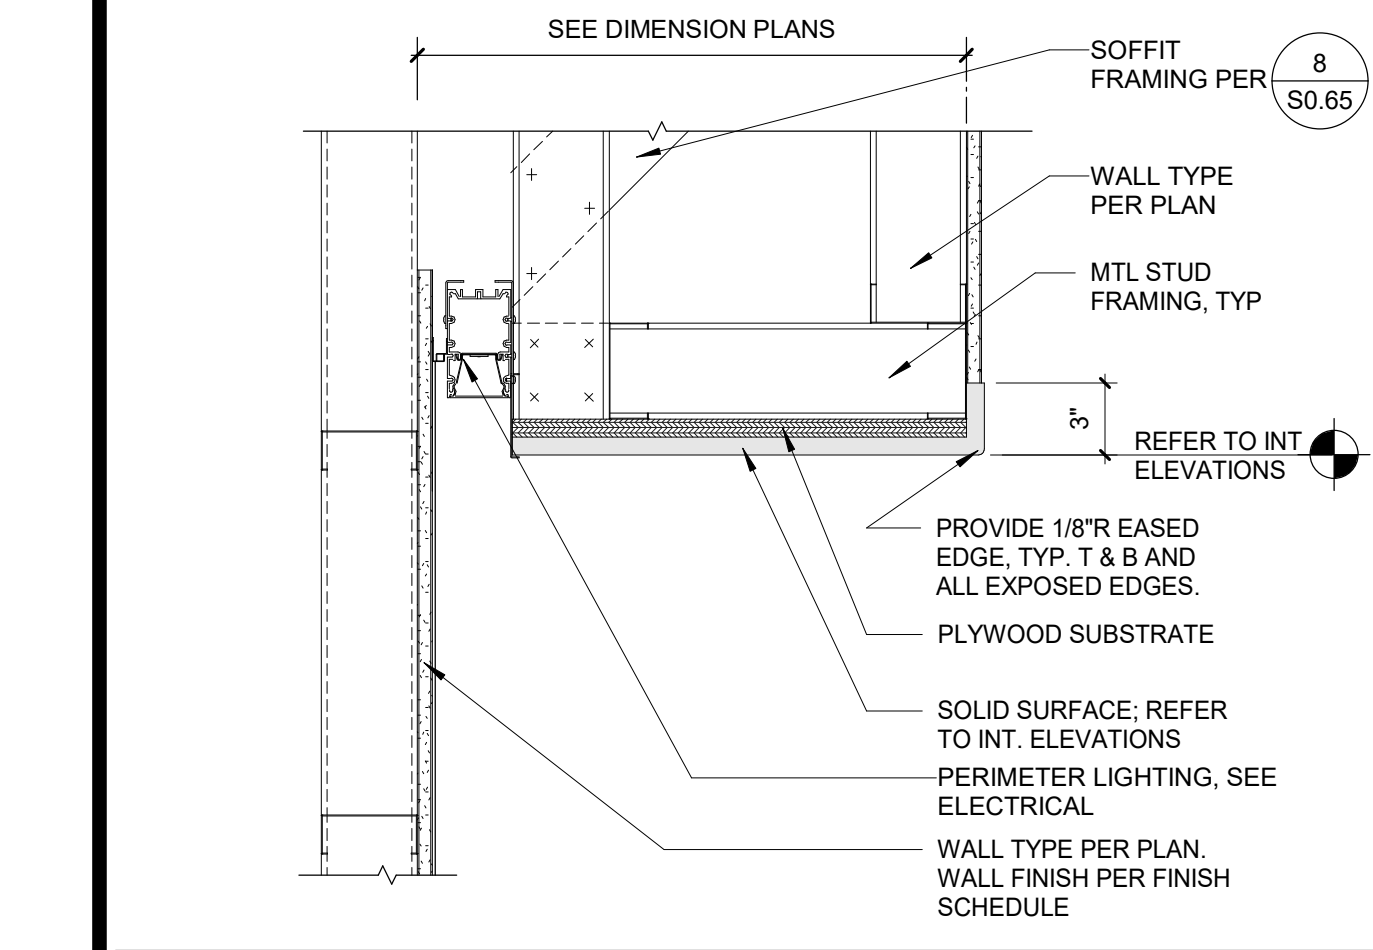 SEE DIMENSION PLANS
SOFFIT
FRAMING PER
8
S0.65
WALL TYPE
PER PLAN
MTL STUD
FRAMING, TYP
3"
REFER TO INT
ELEVATIONS
PROVIDE 1/8"R EASED
EDGE, TYP. T & B AND
ALL EXPOSED EDGES.
PLYWOOD SUBSTRATE
SOLID SURFACE; REFER
TO INT. ELEVATIONS
PERIMETER LIGHTING, SEE
ELECTRICAL
WALL TYPE PER PLAN.
WALL FINISH PER FINISH
SCHEDULE